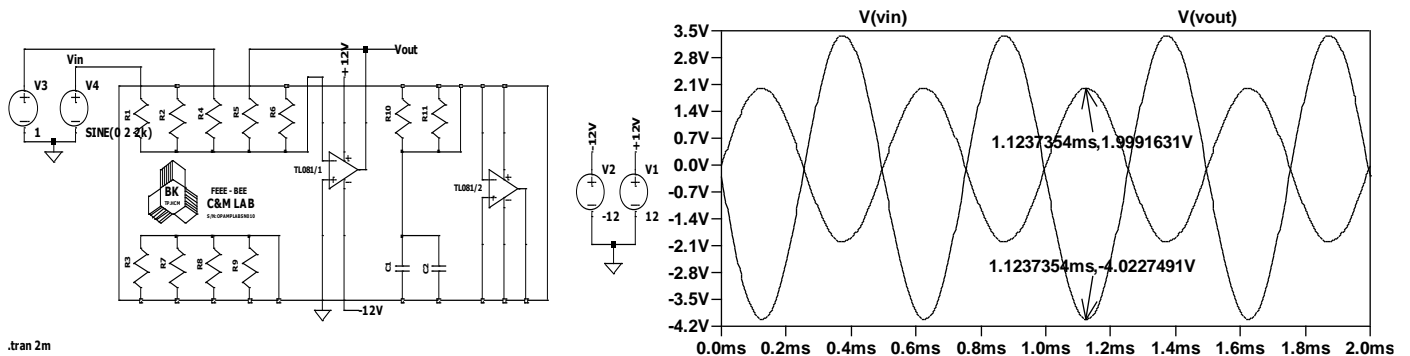 V(vin)
V(vout)
3.5V
2.8V
2.1V
1.4V
0.7V
0.0V
-0.7V
-1.4V
-2.1V
-2.8V
-3.5V
-4.2V
0.0ms 0.2ms 0.4ms 0.6ms 0.8ms 1.0ms 1.2ms 1.4ms 1.6ms 1.8ms 2.0ms
1.1237354ms,1.9991631V
1.1237354ms,-4.0227491V
Vin
Vout
V3
V4
1
SINE(0 2 2k)
R1
R2
R4
R5
R6
+12V
R10
R11
TL081/1
TL081/2
BK
TP.HCM
FEEE - BEE
C&M LAB
S/N:OPAMPLABSN010
R3
R7
R8
R9
C1
C2
-12V
-12V
+12V
V2
V1
-12
12
.tran 2m